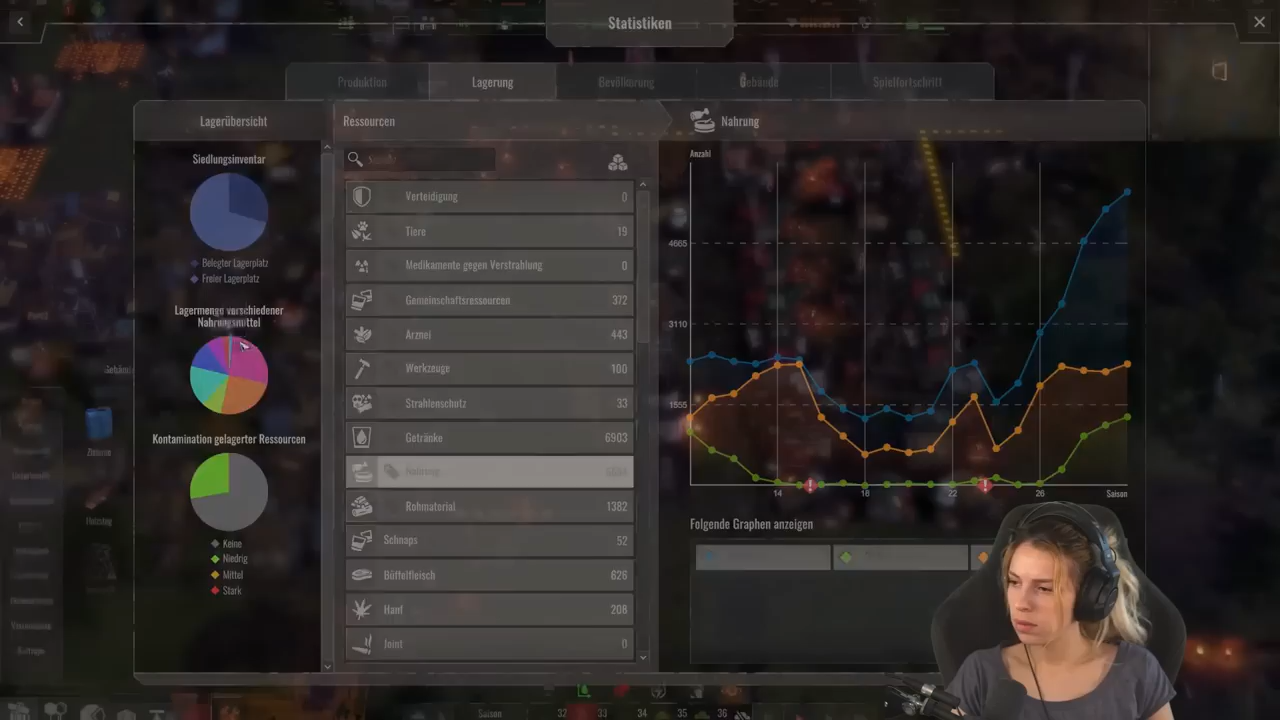 Statistiken
Produktion
Lagerung
Bevölkerung
Gebäude
Spielfortschritt
Lagerübersicht
Siedlungsinventar
Belegter Lagerplatz
Freier Lagerplatz
Lagermenge verschiedener
Nahrungsmittel
Kontamination gelagerter Ressourcen
Keine
Niedrig
Mittel
Stark
Ressourcen
Verteidigung 0
Tiere 19
Medikamente gegen Verstrahlung 0
Gemeinschaftsressourcen 372
Arznei 443
Werkzeuge 100
Strahlenschutz 33
Getränke 6903
Nahrung
Rohmaterial 1382
Schnaps 52
Büffelfleisch 626
Hanf 208
Joint 0
Nahrung
Anzahl
4665
3110
1555
14 18 22 26 Saison
Folgende Graphen anzeigen
Saison 32 33 34 35 36